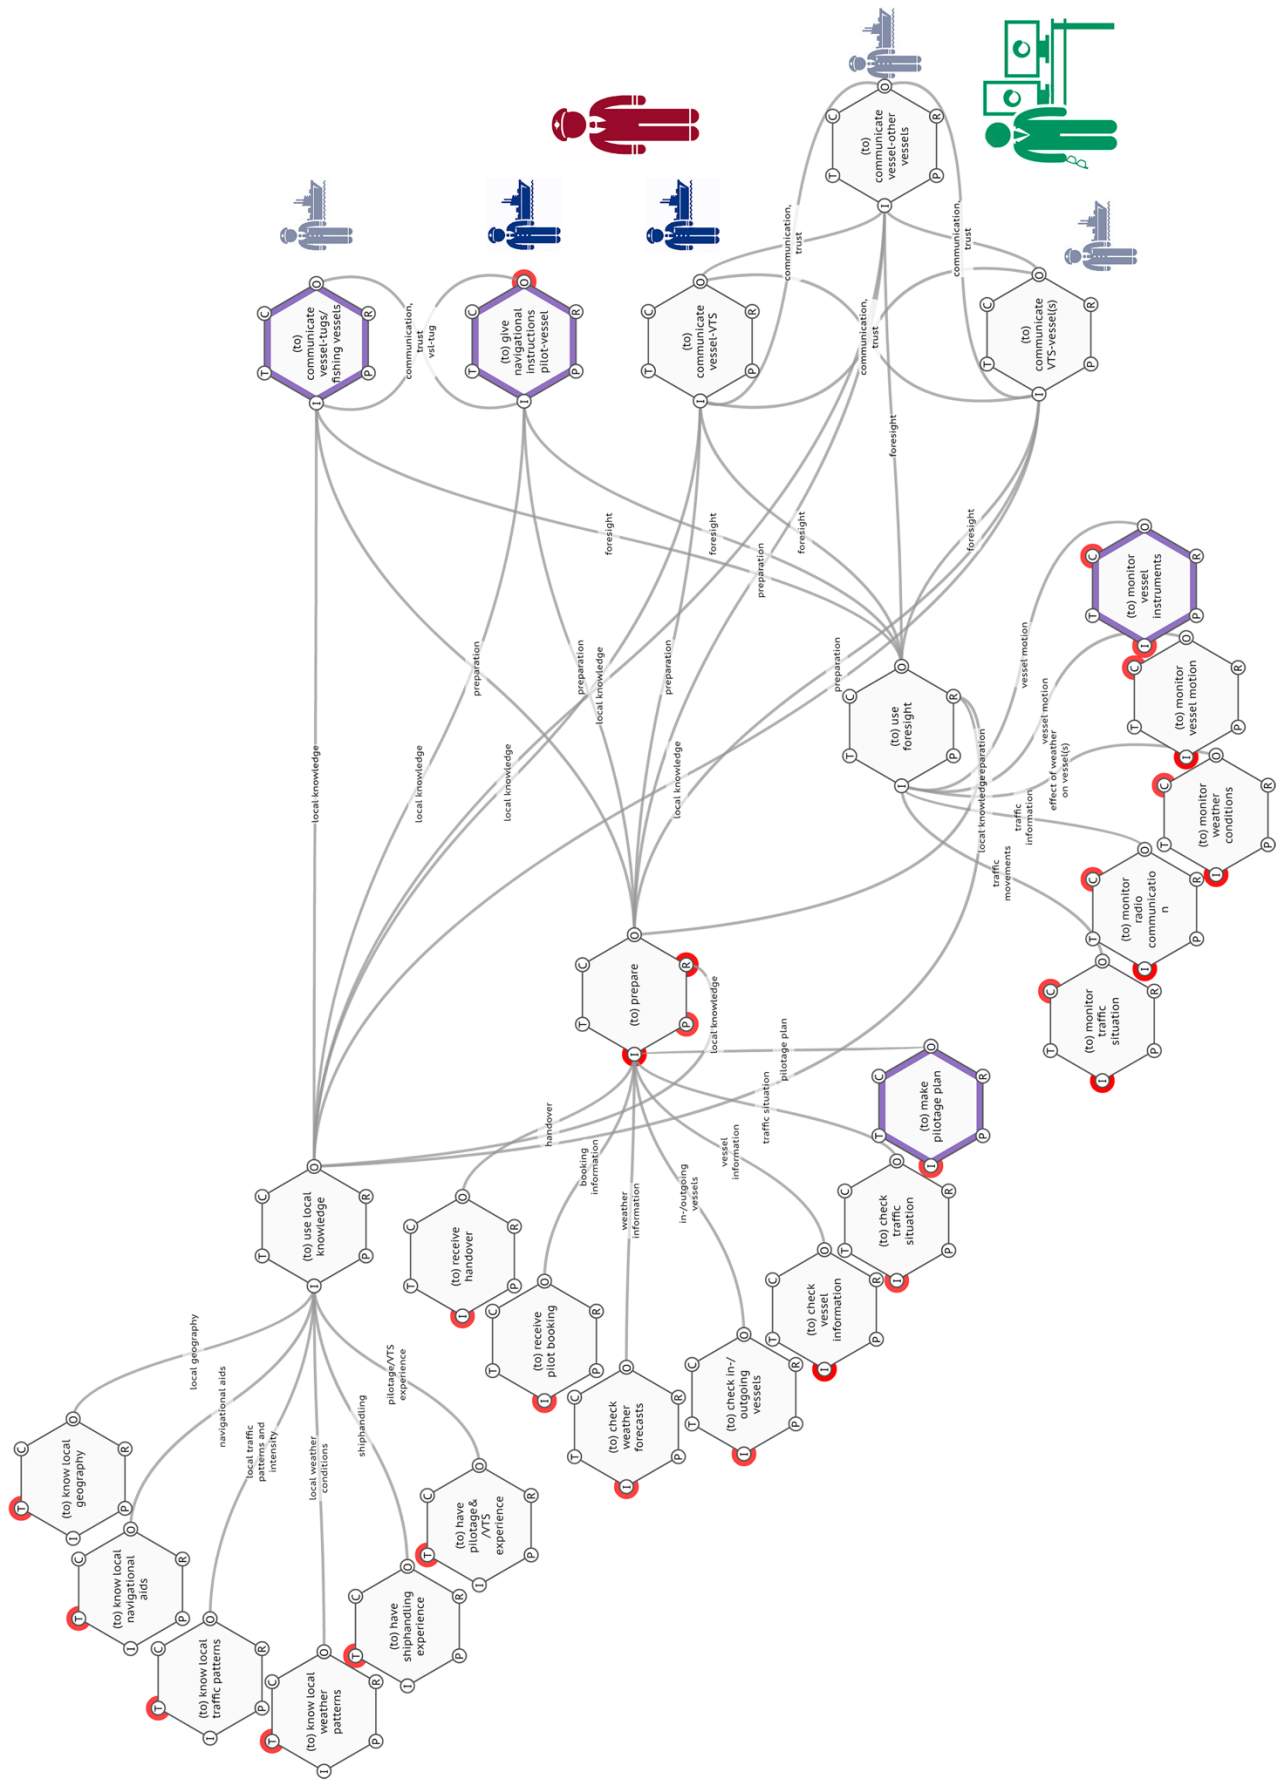 (to)
communicate
vessel-tugs/
fishing vessels
T
C
I
O
P
R
communication,
trust
vsl-tug
(to) give
navigational
instructions
pilot-vessel
T
C
I
O
P
R
(to)
communicate
vessel-VTS
T
C
I
O
P
R
(to)
communicate
vessel-other
vessels
T
C
I
O
P
R
(to)
communicate
VTS-vessel(s)
T
C
I
O
P
R
communication,
trust
communication,
trust
communication,
trust
foresight
foresight
foresight
foresight
foresight
preparation
preparation
preparation
preparation
preparation
local knowledge
local knowledge
local knowledge
local knowledge
local knowledge
(to) use
foresight
T
C
I
O
P
R
local knowledge
eparation
vessel motion
vessel motion
effect of weather
on vessel(s)
traffic
information
traffic
movements
(to) monitor
vessel
instruments
T
C
I
O
P
R
(to) monitor
vessel motion
T
C
I
O
P
R
(to) monitor
weather
conditions
T
C
I
O
P
R
(to) monitor
radio
communicatio
n
T
C
I
O
P
R
(to) monitor
traffic
situation
T
C
I
O
P
R
(to) prepare
T
C
I
O
P
R
local knowledge
handover
booking
information
weather
information
in-/outgoing
vessels
vessel
information
traffic situation
pilotage plan
(to) receive
handover
T
C
I
O
P
R
(to) receive
pilot booking
T
C
I
O
P
R
(to) check
weather
forecasts
T
C
I
O
P
R
(to) check in-/
outgoing
vessels
T
C
I
O
P
R
(to) check
vessel
information
T
C
I
O
P
R
(to) check
traffic
situation
T
C
I
O
P
R
(to) make
pilotage plan
T
C
I
O
P
R
(to) use local
knowledge
T
C
I
O
P
R
local geography
navigational aids
local traffic
patterns and
intensity
local weather
conditions
shiphandling
pilotage/VTS
experience
(to) know local
geography
T
C
I
O
P
R
(to) know local
navigational
aids
T
C
I
O
P
R
(to) know local
traffic patterns
T
C
I
O
P
R
(to) know local
weather
patterns
T
C
I
O
P
R
(to) have
shiphandling
experience
T
C
I
O
P
R
(to) have
pilotage&
/VTS
experience
T
C
I
O
P
R